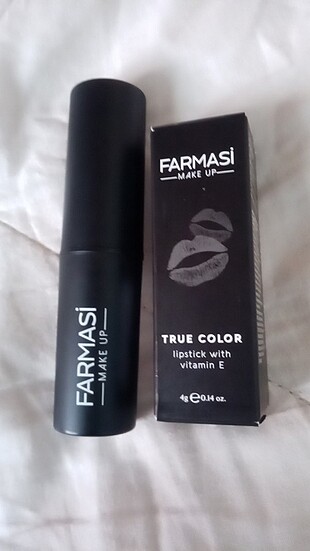 FARMASİ
MAKE UP
FARMASİ
MAKE UP
TRUE COLOR
lipstick with
vitamin E
4g ℮ 0.14 oz.